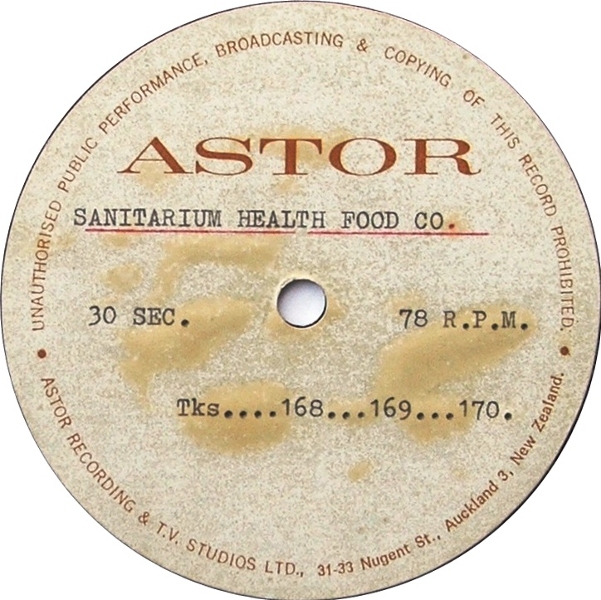 UNAUTHORISED PUBLIC PERFORMANCE, BROADCASTING & COPYING OF THIS RECORD PROHIBITED.
ASTOR
SANITARIUM HEALTH FOOD CO.
30 SEC. 78 R.P.M.
Tks....168...169...170.
• ASTOR RECORDING & T.V. STUDIOS LTD., 31-33 Nugent St., Auckland 3, New Zealand. •